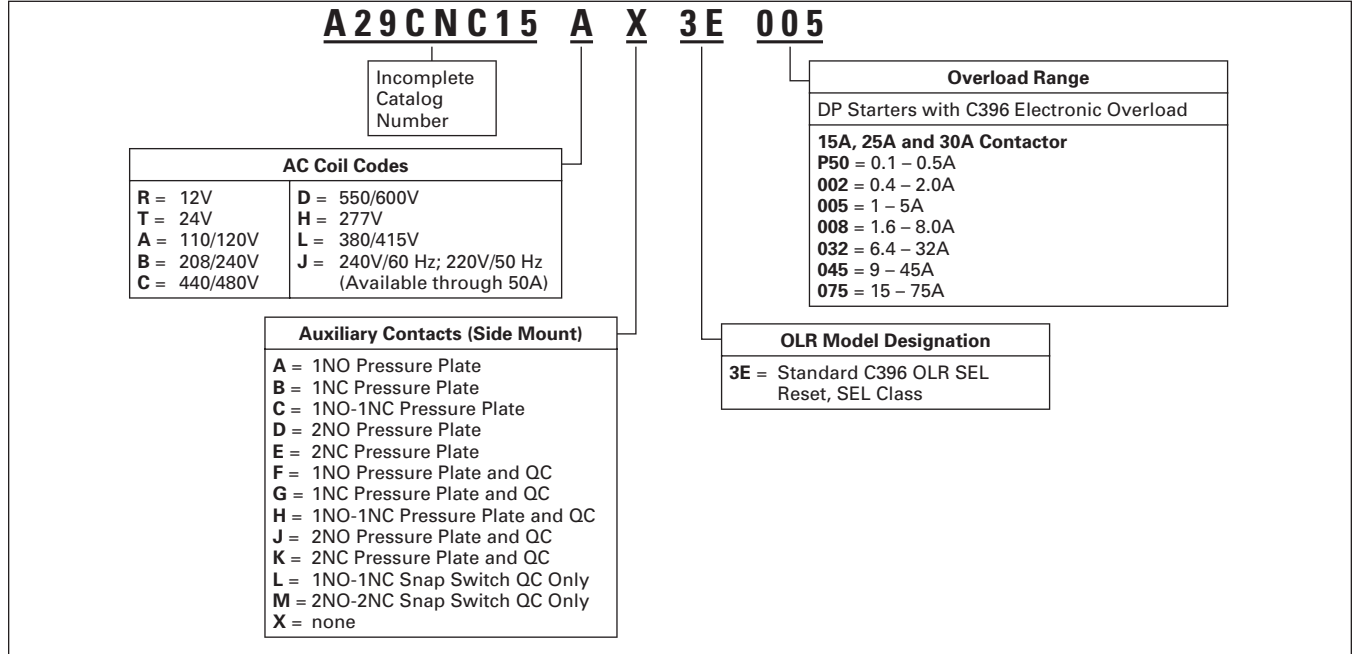 A29CNC15 A X 3E 005
Incomplete
Catalog
Number
AC Coil Codes
R = 12V
T = 24V
A = 110/120V
B = 208/240V
C = 440/480V
D = 550/600V
H = 277V
L = 380/415V
J = 240V/60 Hz; 220V/50 Hz
(Available through 50A)
Auxiliary Contacts (Side Mount)
A = 1NO Pressure Plate
B = 1NC Pressure Plate
C = 1NO-1NC Pressure Plate
D = 2NO Pressure Plate
E = 2NC Pressure Plate
F = 1NO Pressure Plate and QC
G = 1NC Pressure Plate and QC
H = 1NO-1NC Pressure Plate and QC
J = 2NO Pressure Plate and QC
K = 2NC Pressure Plate and QC
L = 1NO-1NC Snap Switch QC Only
M = 2NO-2NC Snap Switch QC Only
X = none
OLR Model Designation
3E = Standard C396 OLR SEL
Reset, SEL Class
Overload Range
DP Starters with C396 Electronic Overload
15A, 25A and 30A Contactor
P50 = 0.1 – 0.5A
002 = 0.4 – 2.0A
005 = 1 – 5A
008 = 1.6 – 8.0A
032 = 6.4 – 32A
045 = 9 – 45A
075 = 15 – 75A